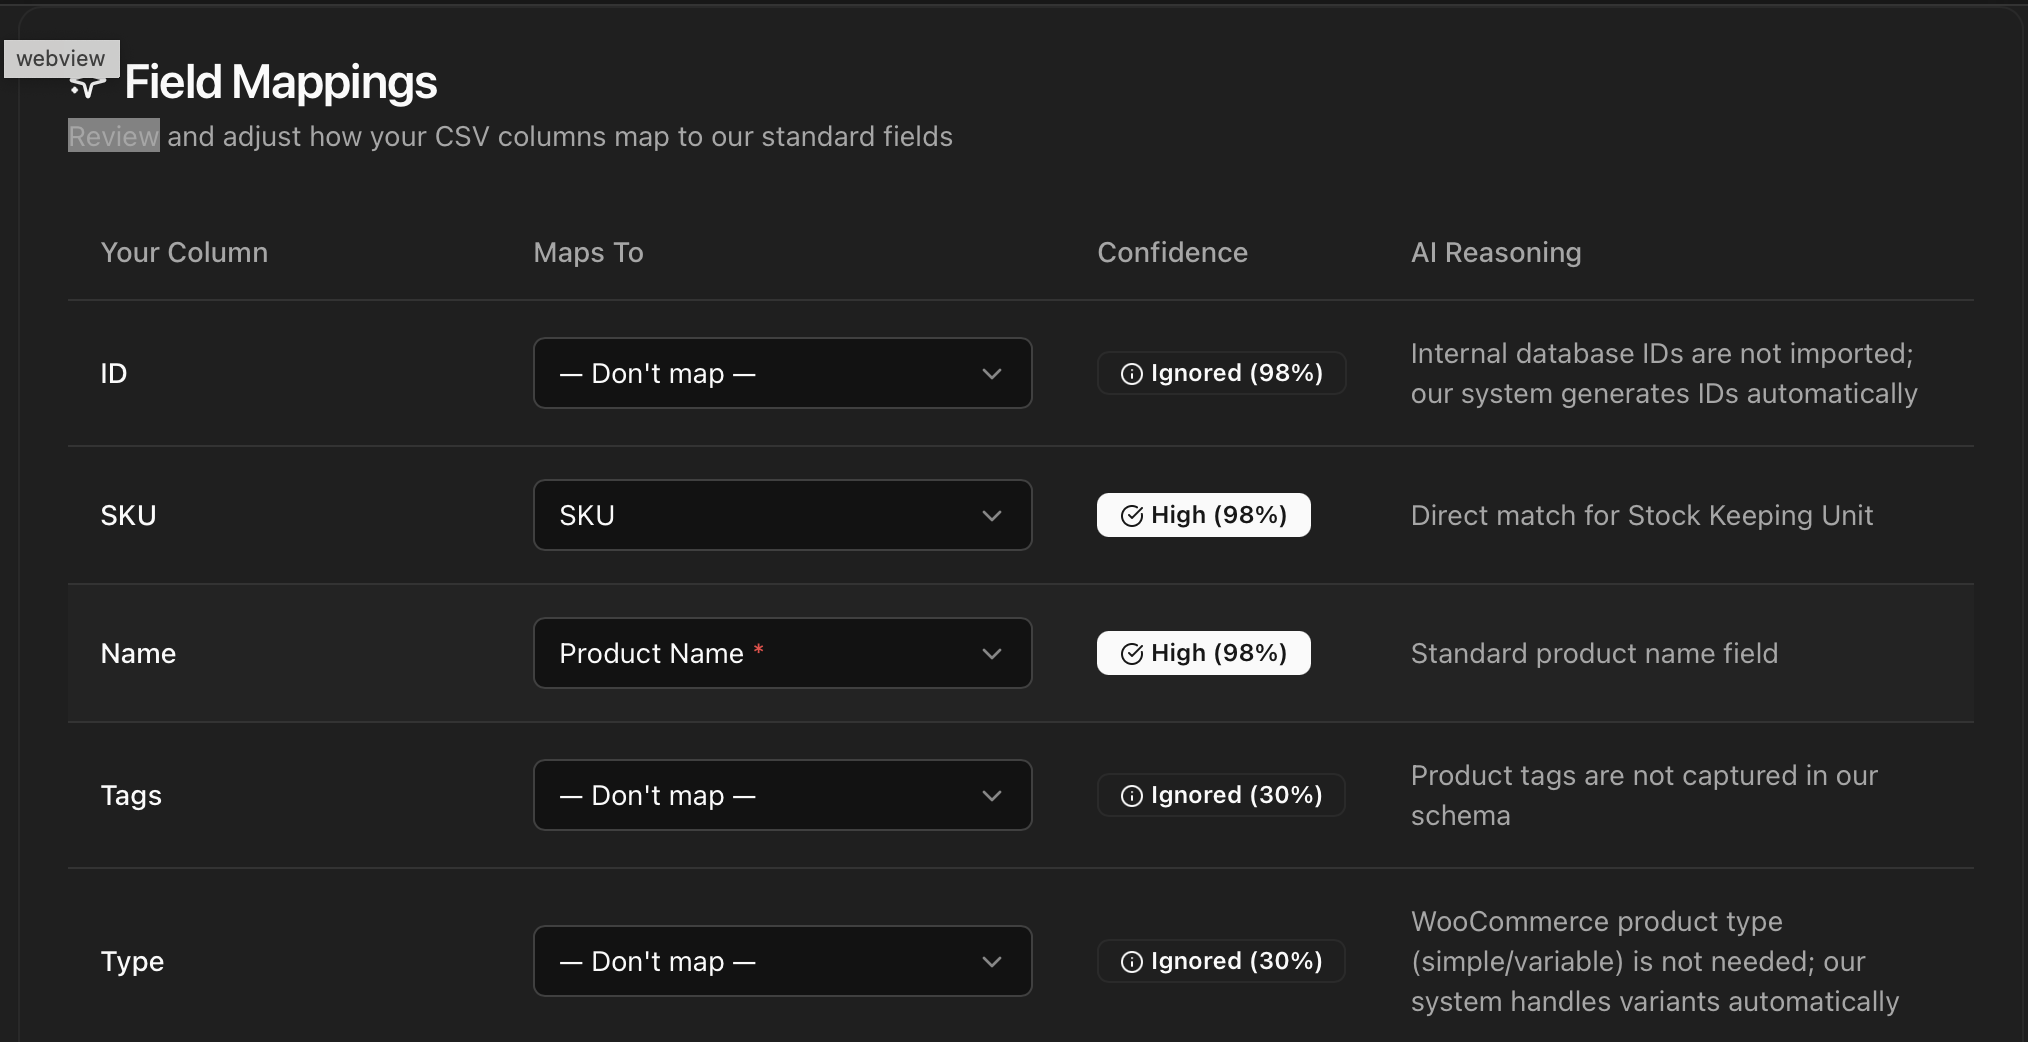 webview
Field Mappings
Review and adjust how your CSV columns map to our standard fields
Your Column Maps To Confidence AI Reasoning
ID — Don't map — Ignored (98%) Internal database IDs are not imported;
our system generates IDs automatically
SKU SKU High (98%) Direct match for Stock Keeping Unit
Name Product Name * High (98%) Standard product name field
Tags — Don't map — Ignored (30%) Product tags are not captured in our
schema
Type — Don't map — Ignored (30%) WooCommerce product type
(simple/variable) is not needed; our
system handles variants automatically